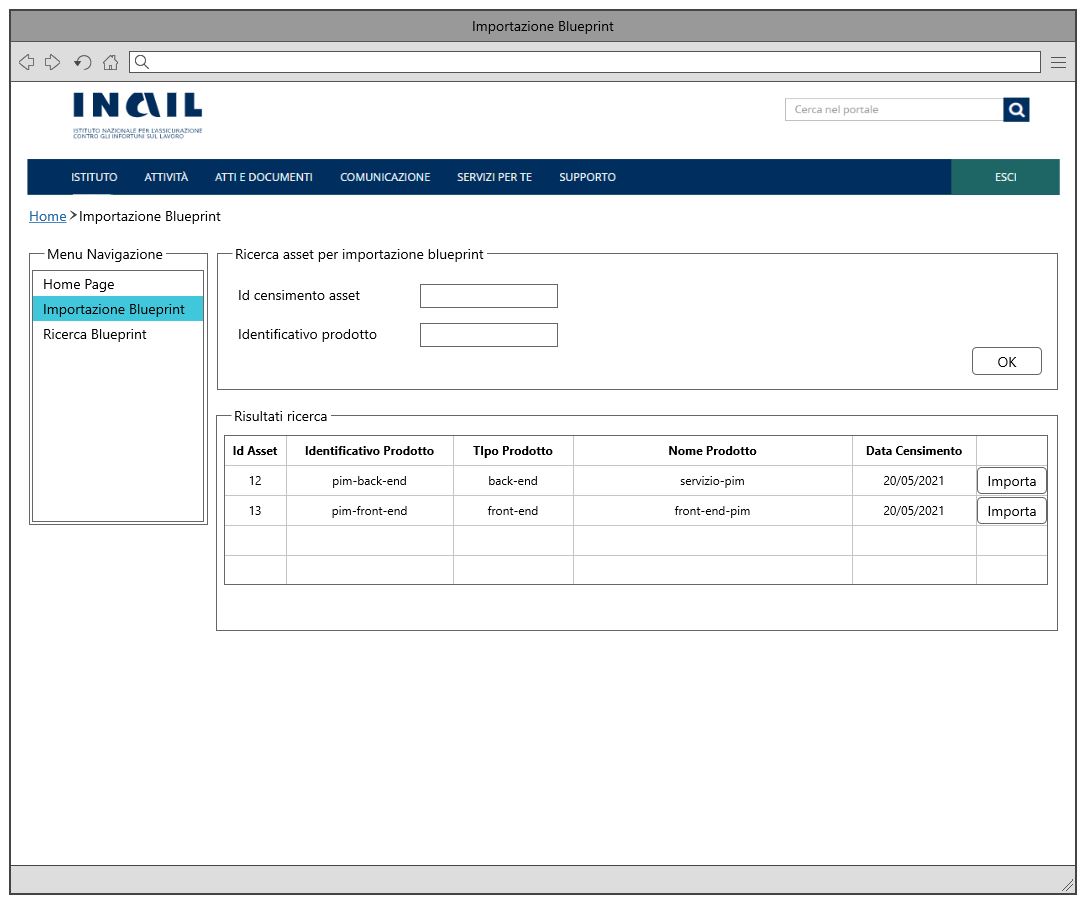 Importazione Blueprint
INAIL
ISTITUTO NAZIONALE PER L'ASSICURAZIONE
CONTRO GLI INFORTUNI SUL LAVORO
Cerca nel portale
ISTITUTO ATTIVITÀ ATTI E DOCUMENTI COMUNICAZIONE SERVIZI PER TE SUPPORTO ESCI
Home > Importazione Blueprint
Menu Navigazione
Home Page
Importazione Blueprint
Ricerca Blueprint
Ricerca asset per importazione blueprint
Id censimento asset
Identificativo prodotto
OK
Risultati ricerca
Id Asset Identificativo Prodotto TIpo Prodotto Nome Prodotto Data Censimento
12 pim-back-end back-end servizio-pim 20/05/2021 Importa
13 pim-front-end front-end front-end-pim 20/05/2021 Importa